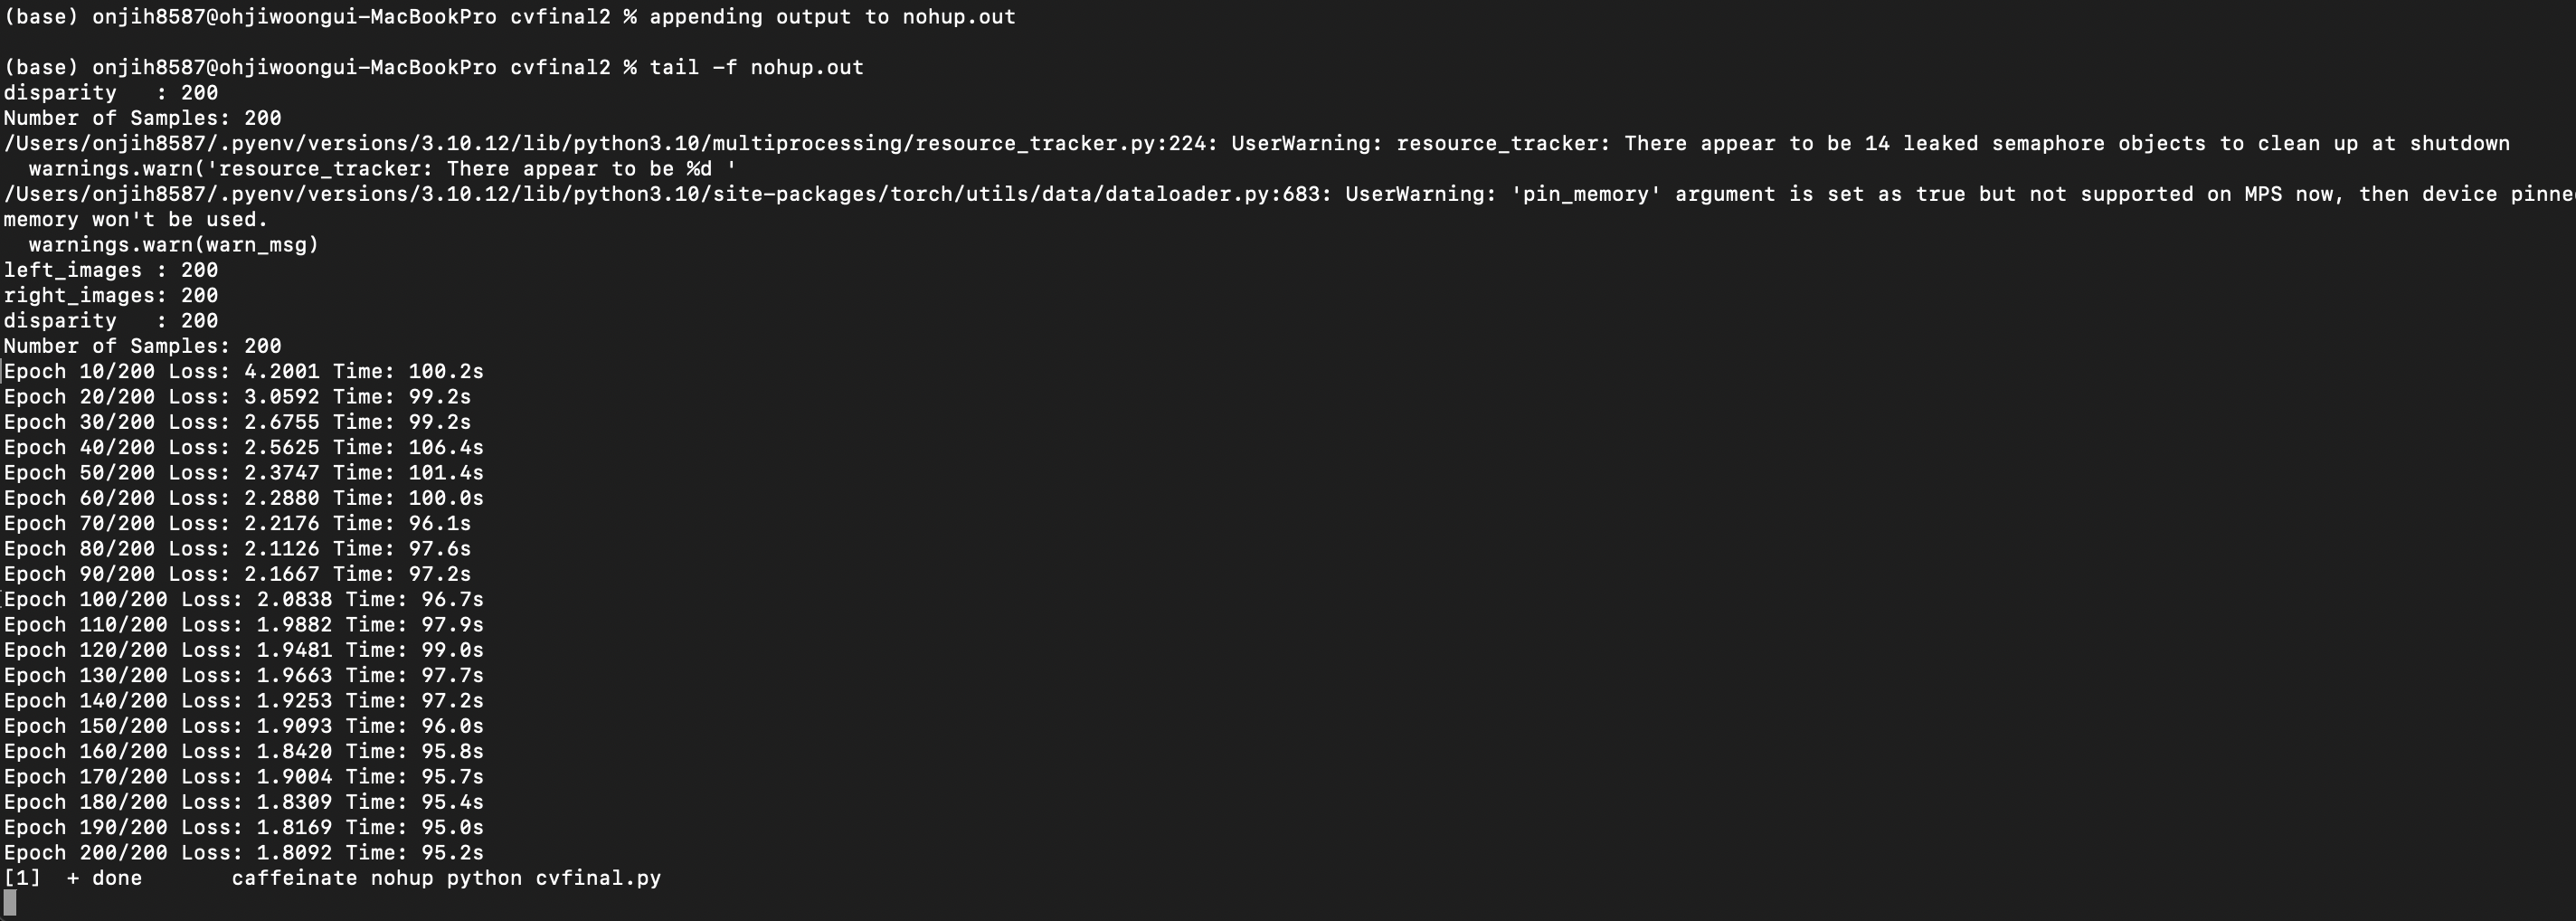 (base) onjih8587@ohjiwoongui-MacBookPro cvfinal2 % appending output to nohup.out
(base) onjih8587@ohjiwoongui-MacBookPro cvfinal2 % tail -f nohup.out
disparity   : 200
Number of Samples: 200
/Users/onjih8587/.pyenv/versions/3.10.12/lib/python3.10/multiprocessing/resource_tracker.py:224: UserWarning: resource_tracker: There appear to be 14 leaked semaphore objects to clean up at shutdown
  warnings.warn('resource_tracker: There appear to be %d '
/Users/onjih8587/.pyenv/versions/3.10.12/lib/python3.10/site-packages/torch/utils/data/dataloader.py:683: UserWarning: 'pin_memory' argument is set as true but not supported on MPS now, then device pinned
memory won't be used.
  warnings.warn(warn_msg)
left_images : 200
right_images: 200
disparity   : 200
Number of Samples: 200
Epoch 10/200 Loss: 4.2001 Time: 100.2s
Epoch 20/200 Loss: 3.0592 Time: 99.2s
Epoch 30/200 Loss: 2.6755 Time: 99.2s
Epoch 40/200 Loss: 2.5625 Time: 106.4s
Epoch 50/200 Loss: 2.3747 Time: 101.4s
Epoch 60/200 Loss: 2.2880 Time: 100.0s
Epoch 70/200 Loss: 2.2176 Time: 96.1s
Epoch 80/200 Loss: 2.1126 Time: 97.6s
Epoch 90/200 Loss: 2.1667 Time: 97.2s
Epoch 100/200 Loss: 2.0838 Time: 96.7s
Epoch 110/200 Loss: 1.9882 Time: 97.9s
Epoch 120/200 Loss: 1.9481 Time: 99.0s
Epoch 130/200 Loss: 1.9663 Time: 97.7s
Epoch 140/200 Loss: 1.9253 Time: 97.2s
Epoch 150/200 Loss: 1.9093 Time: 96.0s
Epoch 160/200 Loss: 1.8420 Time: 95.8s
Epoch 170/200 Loss: 1.9004 Time: 95.7s
Epoch 180/200 Loss: 1.8309 Time: 95.4s
Epoch 190/200 Loss: 1.8169 Time: 95.0s
Epoch 200/200 Loss: 1.8092 Time: 95.2s
[1]  + done       caffeinate nohup python cvfinal.py